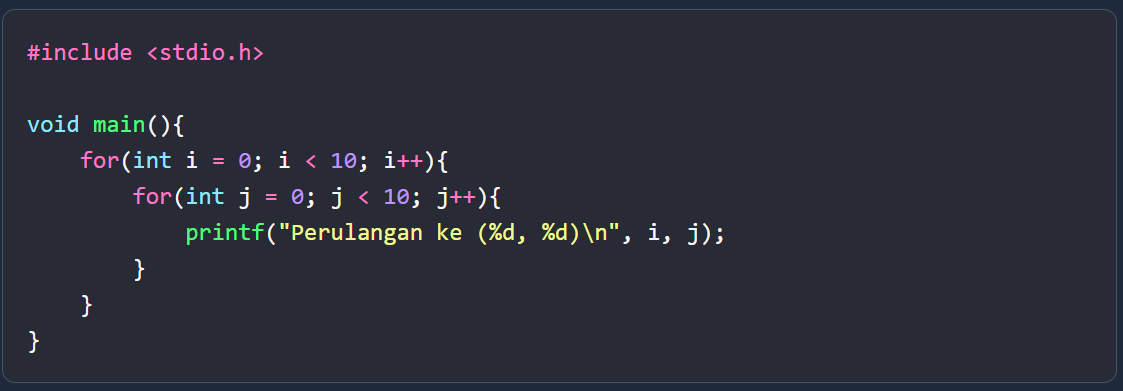 #include <stdio.h>

void main(){
    for(int i = 0; i < 10; i++){
        for(int j = 0; j < 10; j++){
            printf("Perulangan ke (%d, %d)\n", i, j);
        }
    }
}